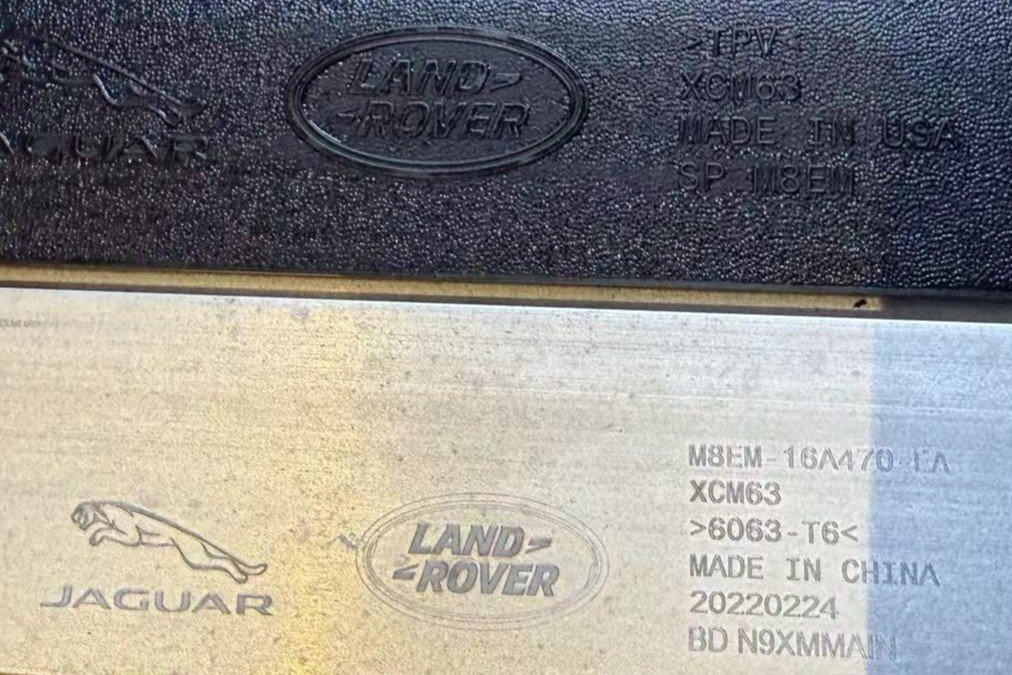 JAGUAR
LAND
ROVER
>TPV<
XCM63
MADE IN USA
SP M8EM
JAGUAR
LAND
ROVER
M8EM-16A470-EA
XCM63
>6063-T6<
MADE IN CHINA
20220224
BD N9XMMAIN